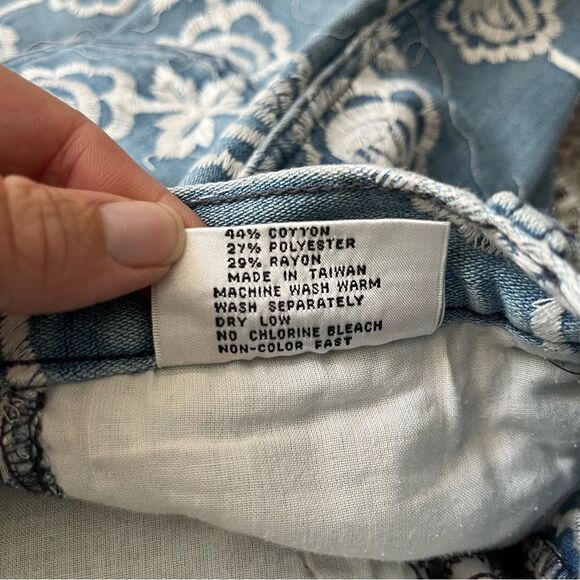 44% COTTON
27% POLYESTER
29% RAYON
MADE IN TAIWAN
MACHINE WASH WARM
WASH SEPARATELY
DRY LOW
NO CHLORINE BLEACH
NON-COLOR FAST